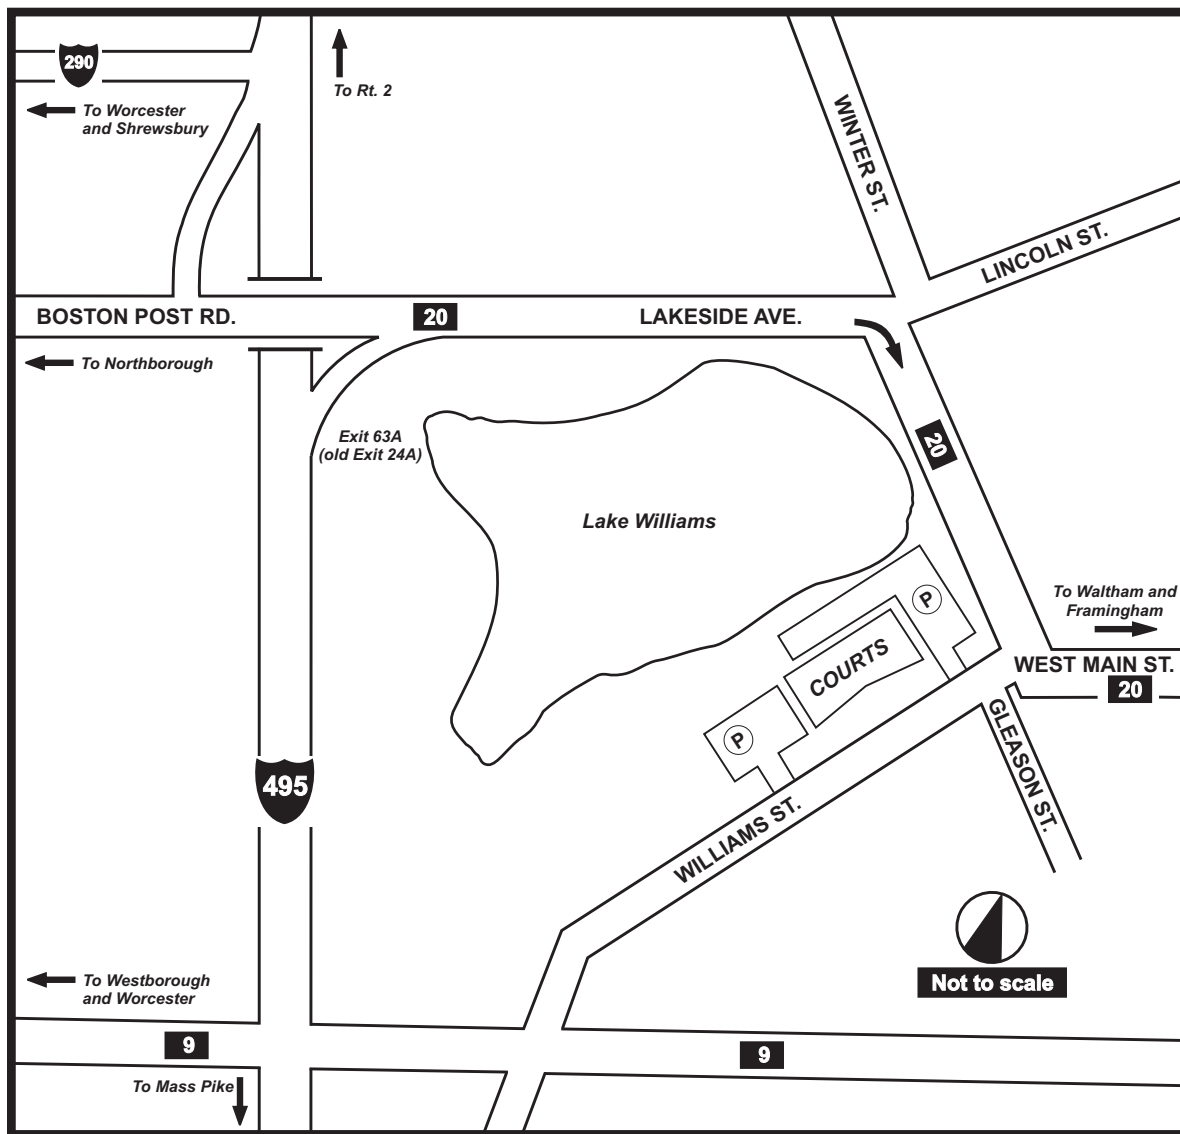 290
To Rt. 2
To Worcester
and Shrewsbury
WINTER ST.
LINCOLN ST.
BOSTON POST RD.
20
LAKESIDE AVE.
To Northborough
Exit 63A
(old Exit 24A)
20
Lake Williams
To Waltham and
Framingham
P
COURTS
WEST MAIN ST.
20
P
GLEASON ST.
495
WILLIAMS ST.
To Westborough
and Worcester
Not to scale
9
9
To Mass Pike